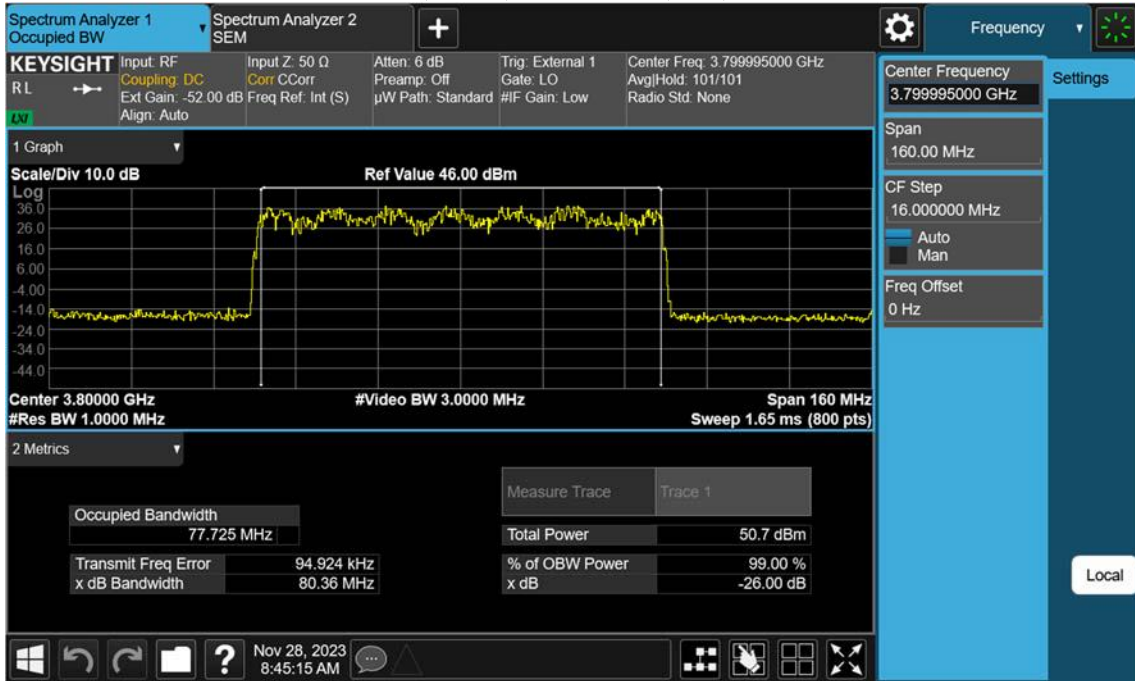 Spectrum Analyzer 1
Occupied BW
Spectrum Analyzer 2
SEM
Frequency
KEYSIGHT
R L
LXI
Input: RF
Coupling: DC
Ext Gain: -52.00 dB
Align: Auto
Input Z: 50 Ω
Corr CCorr
Freq Ref: Int (S)
Atten: 6 dB
Preamp: Off
µW Path: Standard
Trig: External 1
Gate: LO
#IF Gain: Low
Center Freq: 3.799995000 GHz
Avg|Hold: 101/101
Radio Std: None
1 Graph
Scale/Div 10.0 dB
Ref Value 46.00 dBm
Log
36.0
26.0
16.0
6.00
-4.00
-14.0
-24.0
-34.0
-44.0
Center 3.80000 GHz
#Video BW 3.0000 MHz
Span 160 MHz
#Res BW 1.0000 MHz
Sweep 1.65 ms (800 pts)
2 Metrics
Measure Trace
Trace 1
Occupied Bandwidth
77.725 MHz
Total Power
50.7 dBm
Transmit Freq Error
94.924 kHz
% of OBW Power
99.00 %
x dB Bandwidth
80.36 MHz
x dB
-26.00 dB
Center Frequency
3.799995000 GHz
Settings
Span
160.00 MHz
CF Step
16.000000 MHz
Auto
Man
Freq Offset
0 Hz
Local
?
Nov 28, 2023
8:45:15 AM